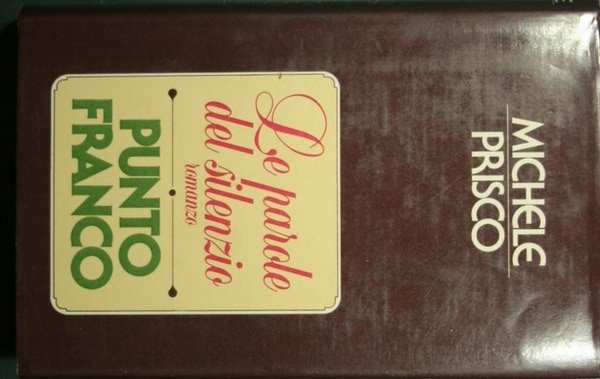 MICHELE
PRISCO
Le parole
del silenzio
romanzo
PUNTO
FRANCO